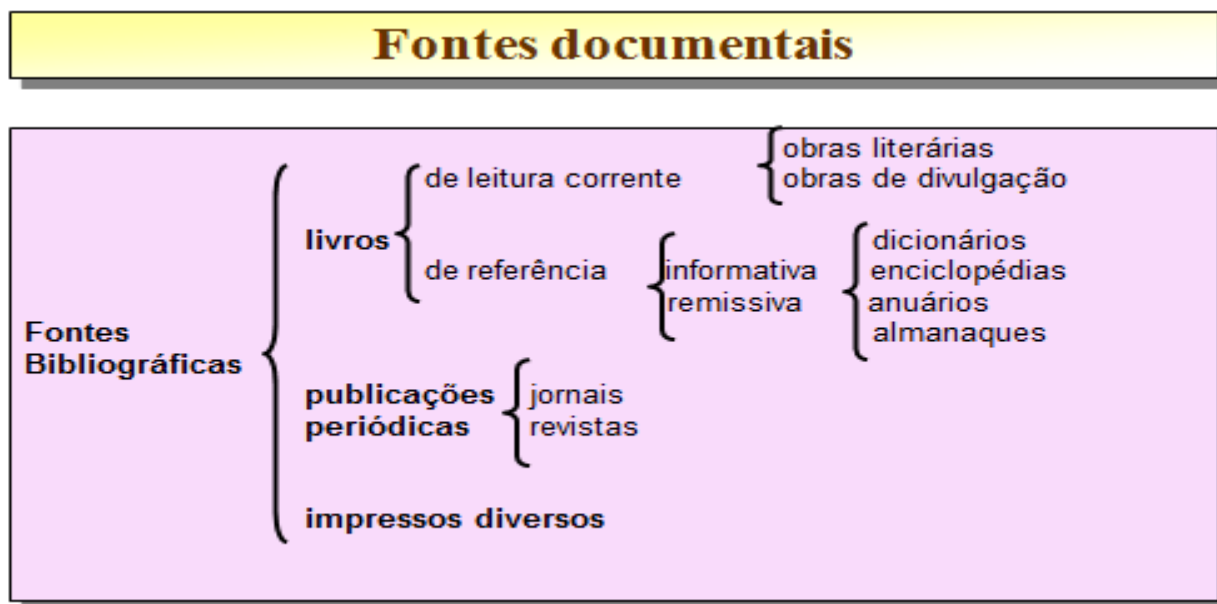 Fontes documentais
obras literárias
de leitura corrente
obras de divulgação
livros
dicionários
de referência
informativa
enciclopédias
remissiva
anuários
almanaques
Fontes
Bibliográficas
publicações
periódicas
jornais
revistas
impressos diversos